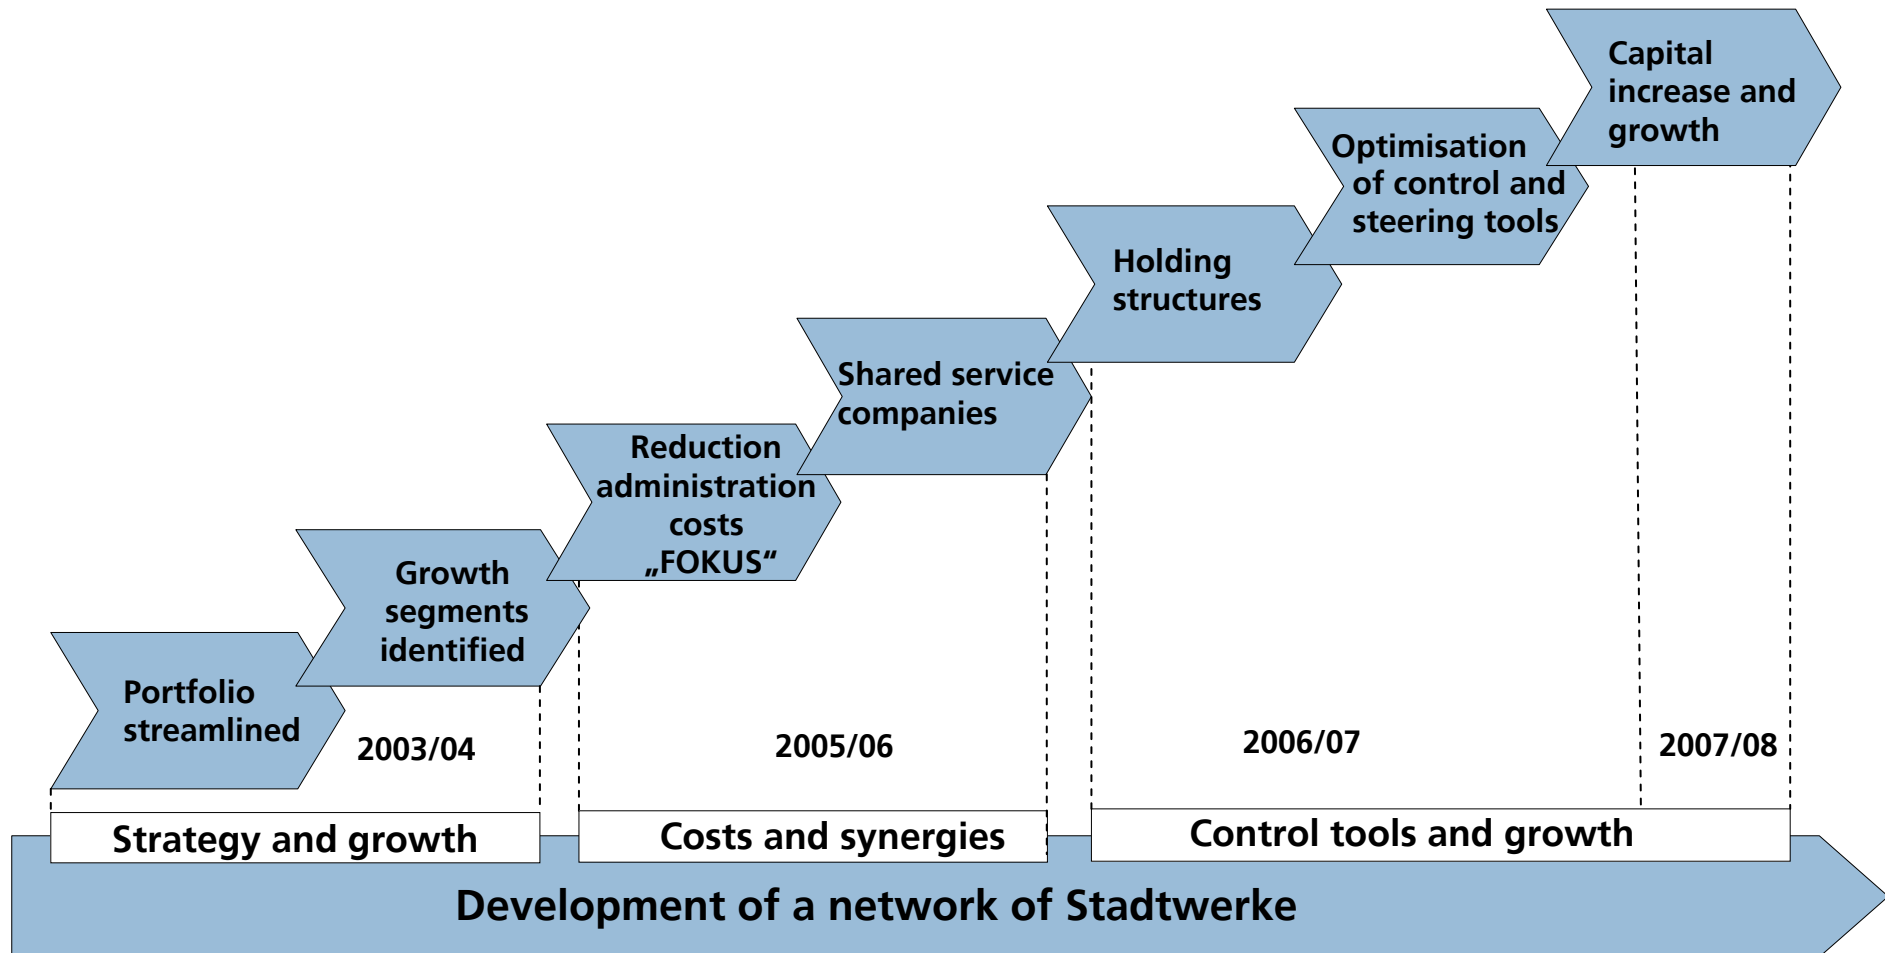 Capital
increase and
growth
Optimisation
of control and
steering tools
Holding
structures
Shared service
companies
Reduction
administration
costs
„FOKUS“
Growth
segments
identified
Portfolio
streamlined
2003/04
2005/06
2006/07
2007/08
Strategy and growth
Costs and synergies
Control tools and growth
Development of a network of Stadtwerke